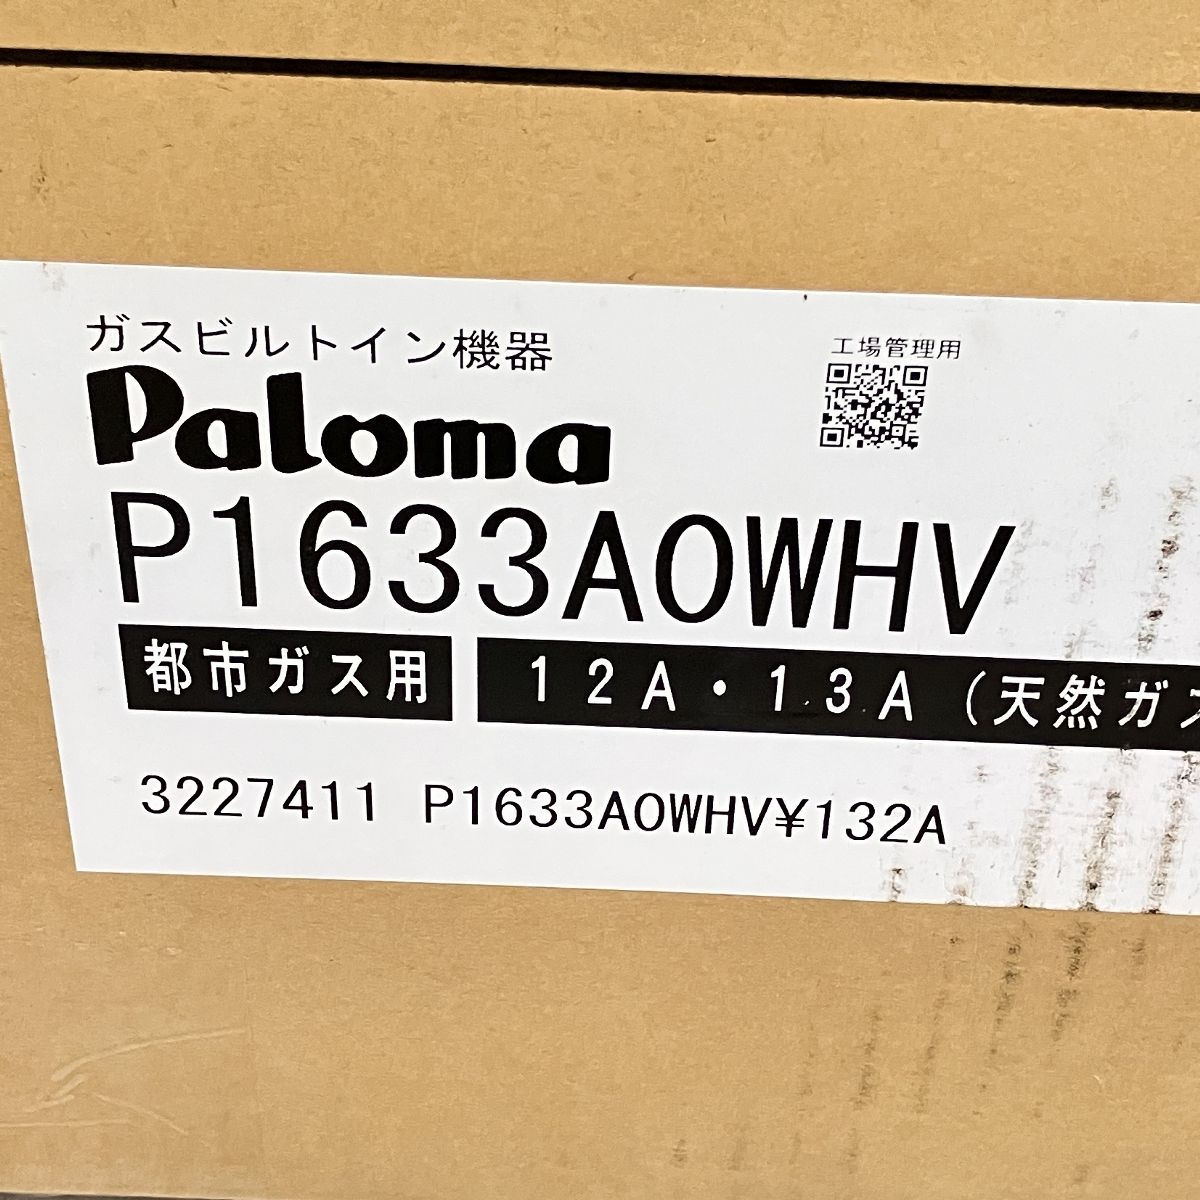 ガスビルトイン機器
工場管理用
Paloma
P1633A0WHV
都市ガス用 12A・13A(天然ガス
3227411 P1633A0WHV¥132A